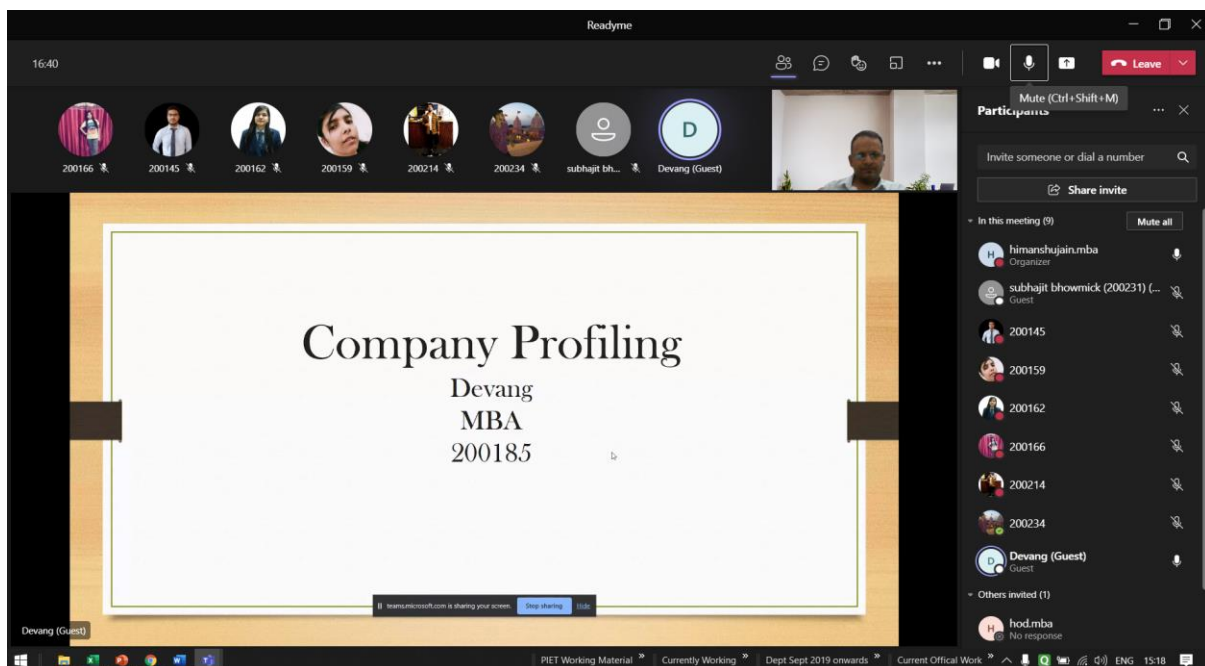 Readyme
16:40
Leave
Mute (Ctrl+Shift+M)
200166
200145
200162
200159
200214
200234
subhajit bh...
D
Devang (Guest)
Company Profiling
Devang
MBA
200185
teams.microsoft.com is sharing your screen.
Stop sharing
Hide
Devang (Guest)
Participants
Invite someone or dial a number
Share invite
In this meeting (9)
Mute all
H
himanshujain.mba
Organizer
subhajit bhowmick (200231) (...
Guest
200145
200159
200162
200166
200214
200234
D
Devang (Guest)
Guest
Others invited (1)
H
hod.mba
No response
PIET Working Material
Currently Working
Dept Sept 2019 onwards
Current Offical Work
ENG
15:18